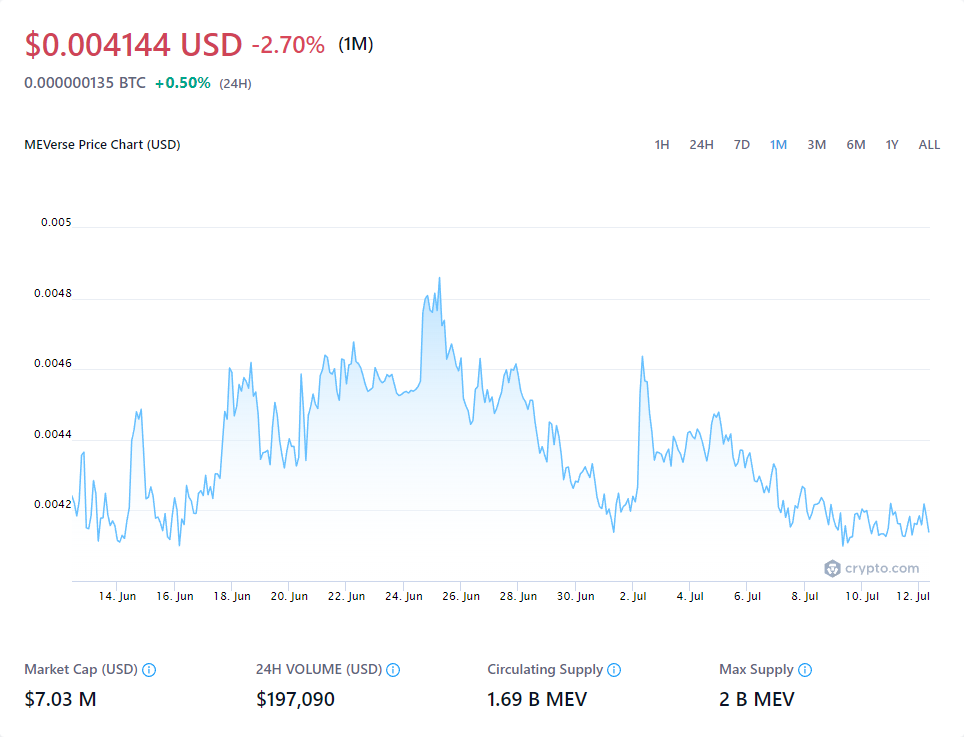 $0.004144 USD -2.70% (1M)
0.000000135 BTC +0.50% (24H)
MEVerse Price Chart (USD) 1H 24H 7D 1M 3M 6M 1Y ALL
0.005
0.0048
0.0046
0.0044
0.0042
crypto.com
14. Jun 16. Jun 18. Jun 20. Jun 22. Jun 24. Jun 26. Jun 28. Jun 30. Jun 2. Jul 4. Jul 6. Jul 8. Jul 10. Jul 12. Jul
Market Cap (USD) 24H VOLUME (USD) Circulating Supply Max Supply
$7.03 M $197,090 1.69 B MEV 2 B MEV